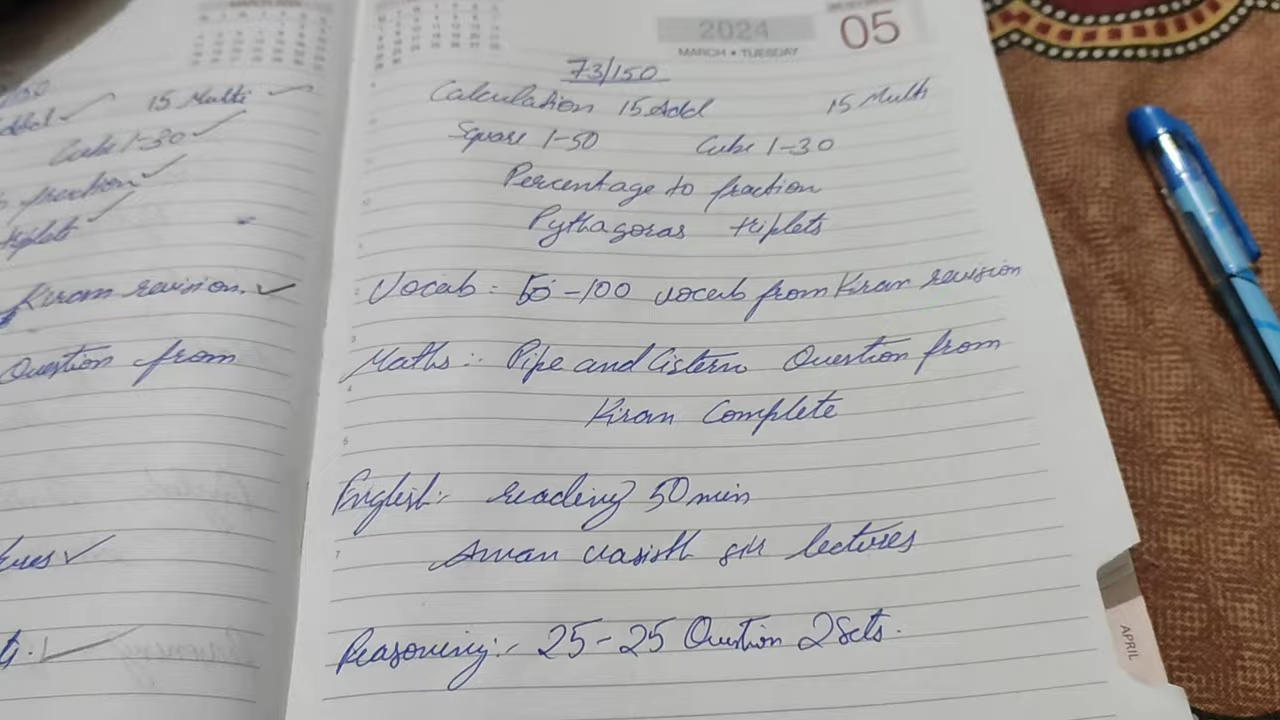 15 Multi
Cube 1-30
fraction
triplets
Kiran revision.
Question from
2024
MARCH • TUESDAY
05
73/150
Calculation 15 Add 15 Multi
Square 1-50 Cube 1-30
Percentage to fraction
Pythagoras triplets
Vocab : 50-100 vocab from Kiran revision
Maths :- Pipe and Cistern Question from
Kiran Complete
English :- reading 50 min
Aman vasisth sir lectures
Reasoning :- 25-25 Question 2 Sets.
APRIL